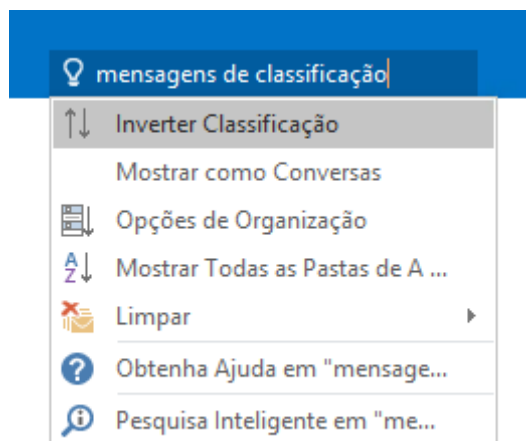 mensagens de classificação
Inverter Classificação
Mostrar como Conversas
Opções de Organização
Mostrar Todas as Pastas de A ...
Limpar
Obtenha Ajuda em "mensage...
Pesquisa Inteligente em "me...